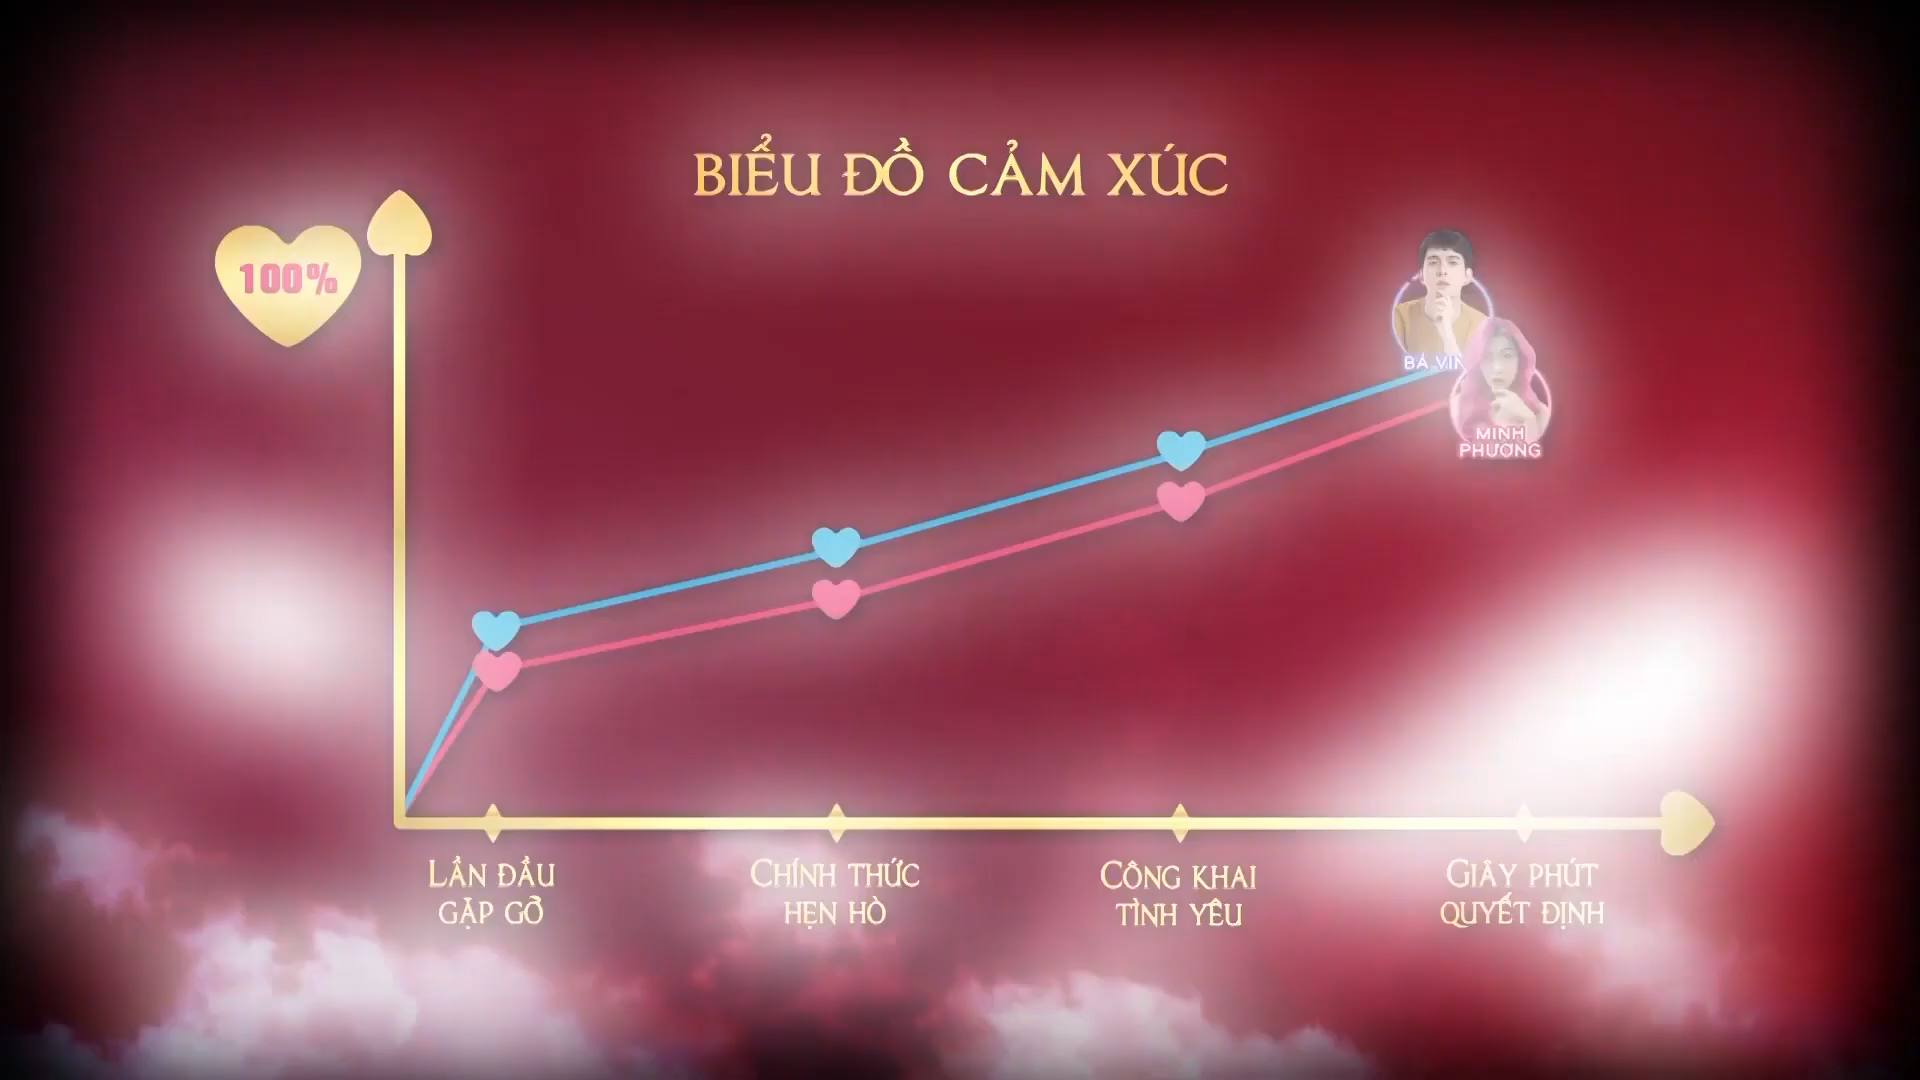 BIỂU ĐỒ CẢM XÚC
100%
BÁ
MINH
PHƯƠNG
LẦN ĐẦU
GẶP GỠ
CHÍNH THỨC
HẸN HÒ
CÔNG KHAI
TÌNH YÊU
GIÂY PHÚT
QUYẾT ĐỊNH